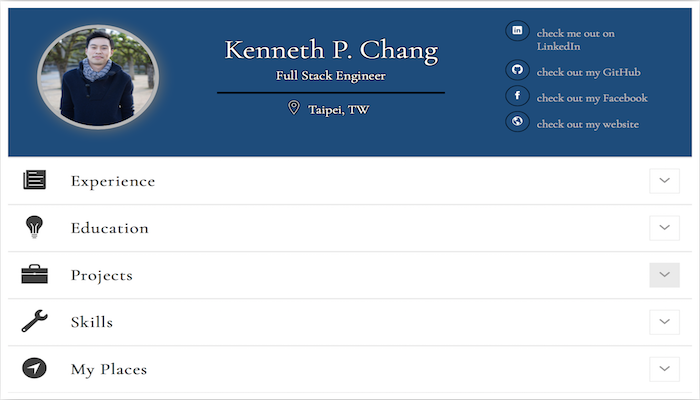 Kenneth P. Chang
Full Stack Engineer
Taipei, TW
check me out on
LinkedIn
check out my GitHub
check out my Facebook
check out my website
Experience
Education
Projects
Skills
My Places